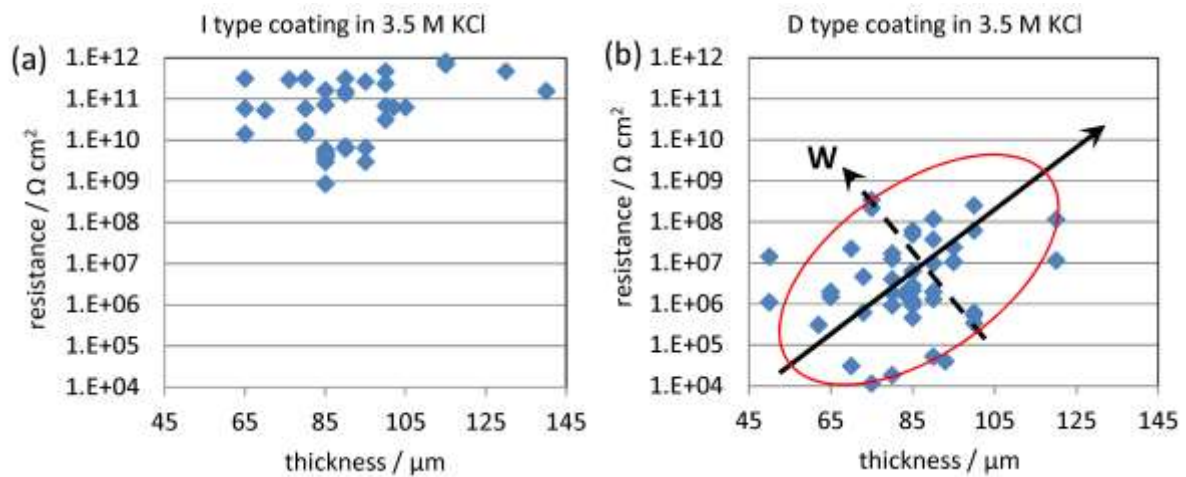 (a)
I type coating in 3.5 M KCl
1.E+12
1.E+11
1.E+10
1.E+09
1.E+08
1.E+07
1.E+06
1.E+05
1.E+04
resistance / Ω cm²
45 65 85 105 125 145
thickness / µm
(b)
D type coating in 3.5 M KCl
1.E+12
1.E+11
1.E+10
1.E+09
1.E+08
1.E+07
1.E+06
1.E+05
1.E+04
resistance / Ω cm²
W
45 65 85 105 125 145
thickness / µm